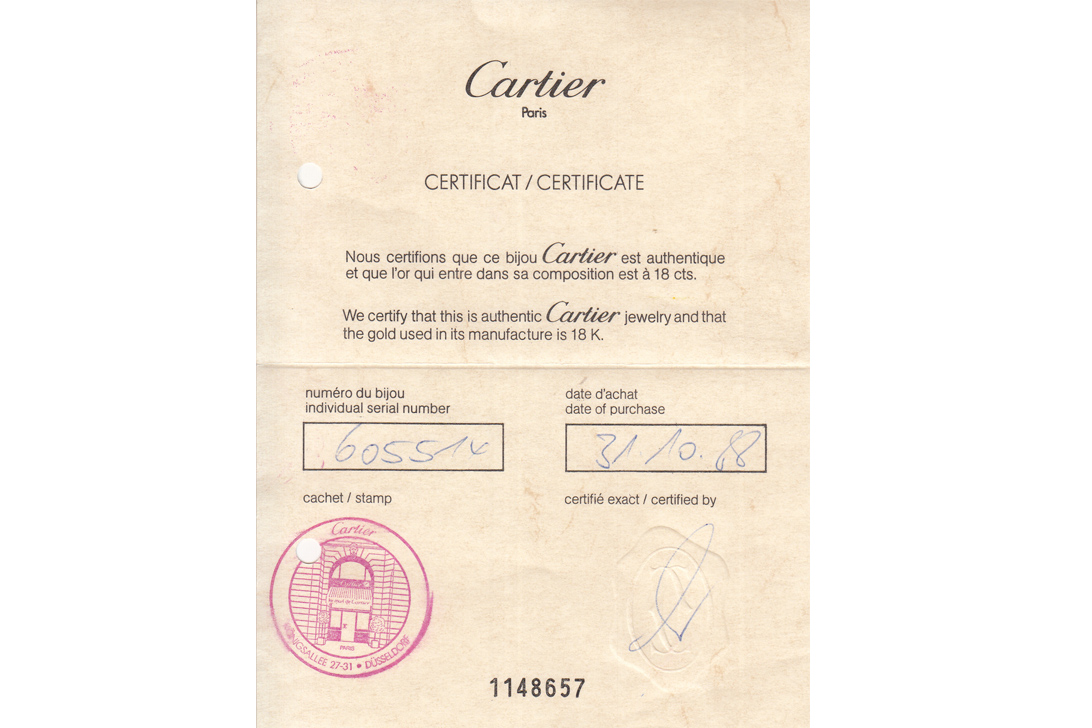 Cartier
Paris
CERTIFICAT / CERTIFICATE
Nous certifions que ce bijou Cartier est authentique
et que l'or qui entre dans sa composition est à 18 cts.
We certify that this is authentic Cartier jewelry and that
the gold used in its manufacture is 18 K.
numéro du bijou
individual serial number
605514
date d'achat
date of purchase
31.10.88
cachet / stamp
certifié exact / certified by
Cartier
PARIS
KÖNIGSALLEE 27-31 • DÜSSELDORF
1148657